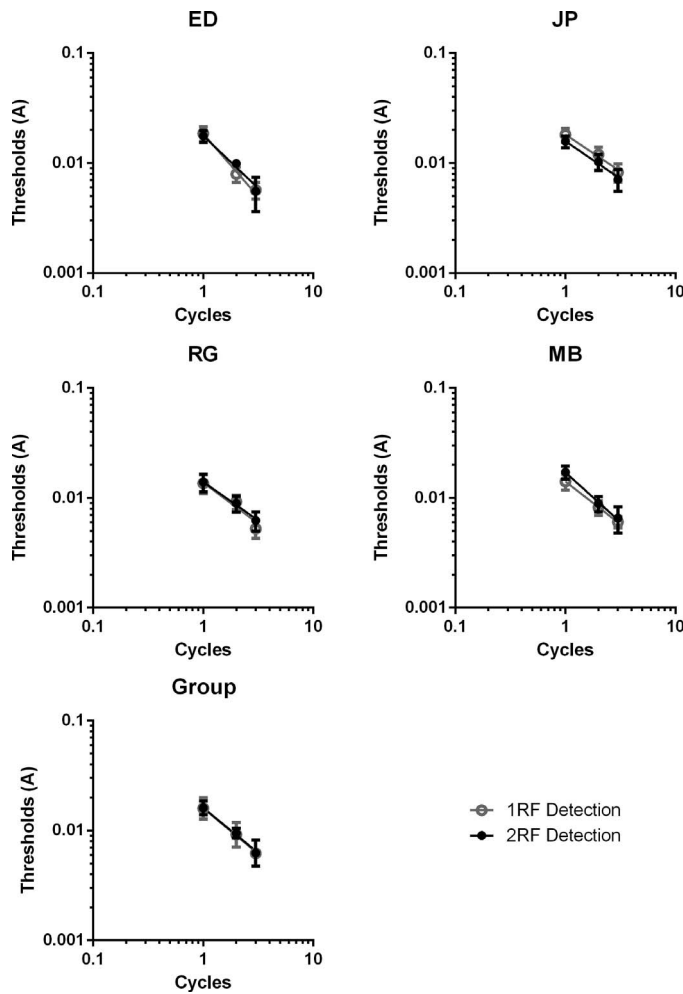 ED
0.1
0.01
0.001
Thresholds (A)
0.1 1 10
Cycles
JP
0.1
0.01
0.001
Thresholds (A)
0.1 1 10
Cycles
RG
0.1
0.01
0.001
Thresholds (A)
0.1 1 10
Cycles
MB
0.1
0.01
0.001
Thresholds (A)
0.1 1 10
Cycles
Group
0.1
0.01
0.001
Thresholds (A)
0.1 1 10
Cycles
1RF Detection
2RF Detection